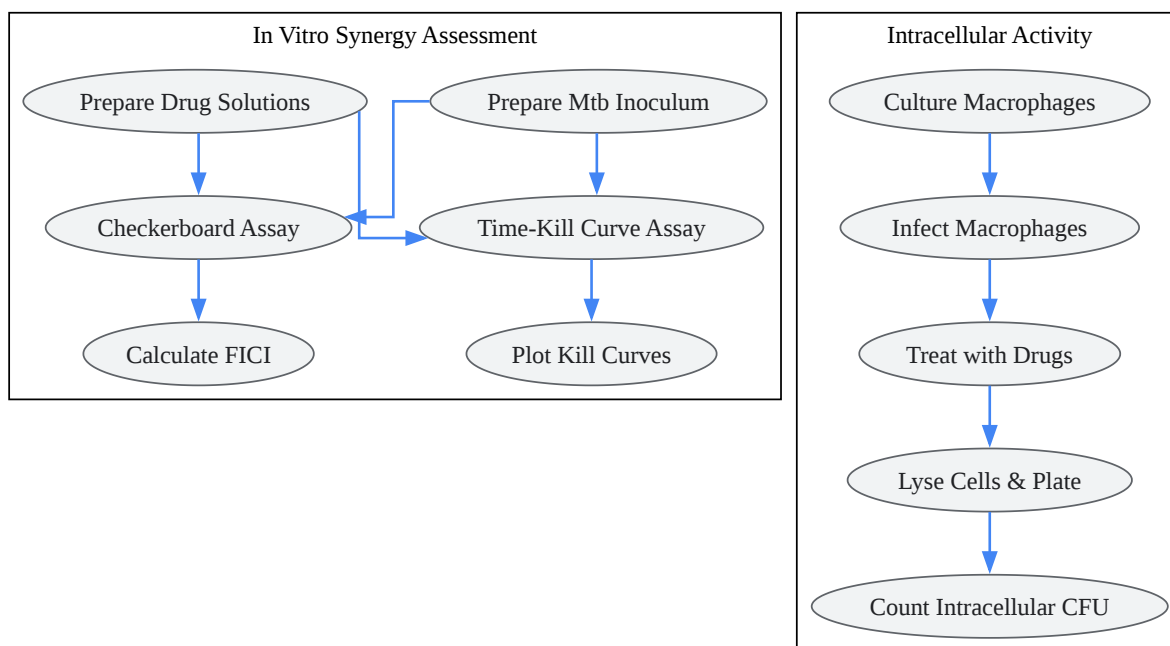 In Vitro Synergy Assessment
Prepare Drug Solutions
Prepare Mtb Inoculum
Checkerboard Assay
Time-Kill Curve Assay
Calculate FICI
Plot Kill Curves
Intracellular Activity
Culture Macrophages
Infect Macrophages
Treat with Drugs
Lyse Cells & Plate
Count Intracellular CFU